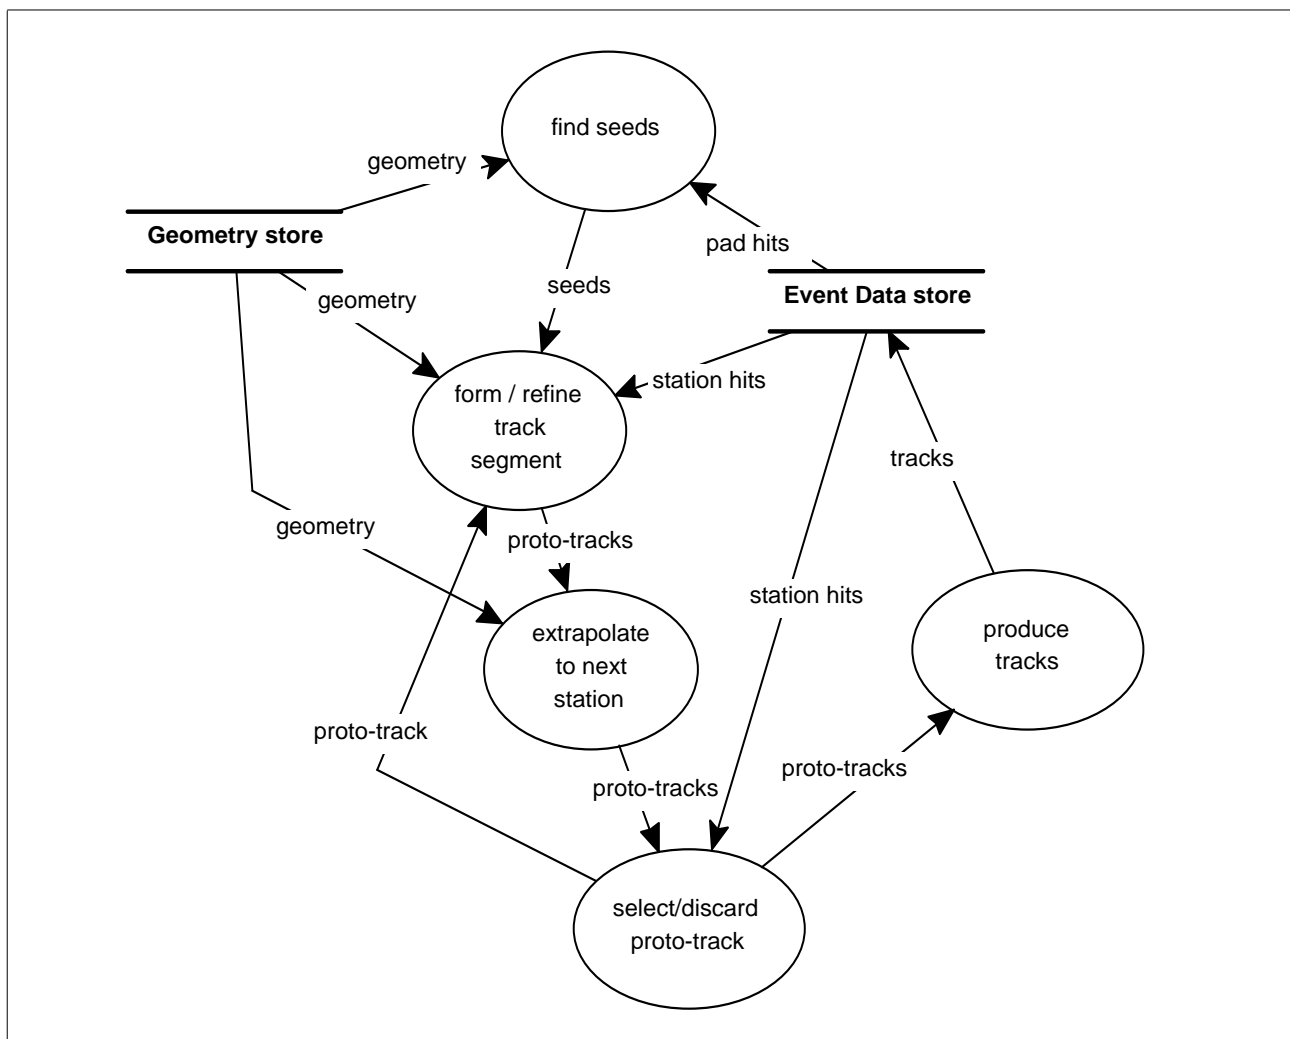 find seeds
geometry
Geometry store
pad hits
seeds
Event Data store
geometry
station hits
form / refine
track
segment
tracks
geometry
proto-tracks
station hits
extrapolate
to next
station
produce
tracks
proto-track
proto-tracks
proto-tracks
select/discard
proto-track